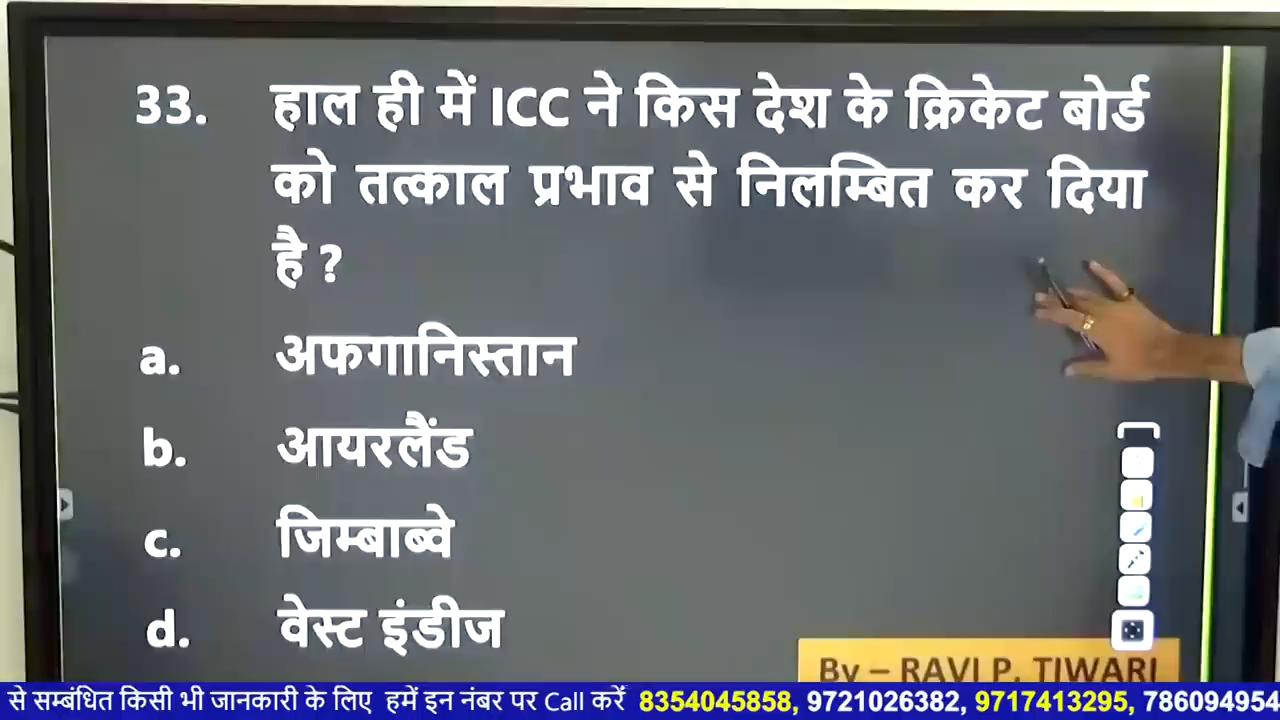 33. हाल ही में ICC ने किस देश के क्रिकेट बोर्ड
को तत्काल प्रभाव से निलम्बित कर दिया
है ?
a. अफगानिस्तान
b. आयरलैंड
c. जिम्बाब्वे
d. वेस्ट इंडीज
By – RAVI P. TIWARI
से सम्बंधित किसी भी जानकारी के लिए हमें इन नंबर पर Call करें 8354045858, 9721026382, 9717413295, 786094954